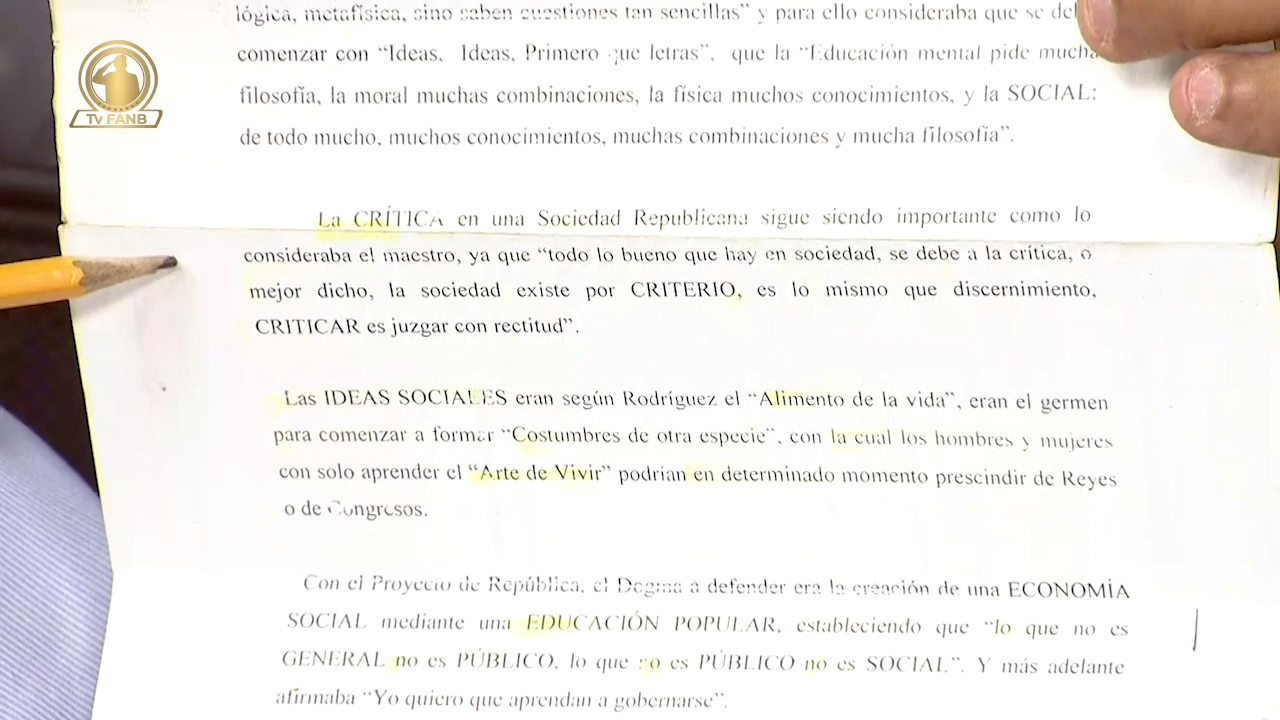 lógica, metafísica, sino saben cuestiones tan sencillas” y para ello consideraba que se
comenzar con “Ideas, Ideas, Primero que letras”, que la “Educación mental pide mucha
filosofía, la moral muchas combinaciones, la física muchos conocimientos, y la SOCIAL:
de todo mucho, muchos conocimientos, muchas combinaciones y mucha filosofía”.
La CRÍTICA en una Sociedad Republicana sigue siendo importante como lo
consideraba el maestro, ya que “todo lo bueno que hay en sociedad, se debe a la crítica, o
mejor dicho, la sociedad existe por CRITERIO, es lo mismo que discernimiento,
CRITICAR es juzgar con rectitud”.
Las IDEAS SOCIALES eran según Rodríguez el “Alimento de la vida”, eran el germen
para comenzar a formar “Costumbres de otra especie”, con la cual los hombres y mujeres
con solo aprender el “Arte de Vivir” podrían en determinado momento prescindir de Reyes
o de Congresos.
Con el Proyecto de República, el Dogma a defender era la creación de una ECONOMÍA
SOCIAL mediante una EDUCACIÓN POPULAR, estableciendo que “lo que no es
GENERAL no es PÚBLICO, lo que no es PÚBLICO no es SOCIAL”. Y más adelante
afirmaba “Yo quiero que aprendan a gobernarse”.
TV FANB